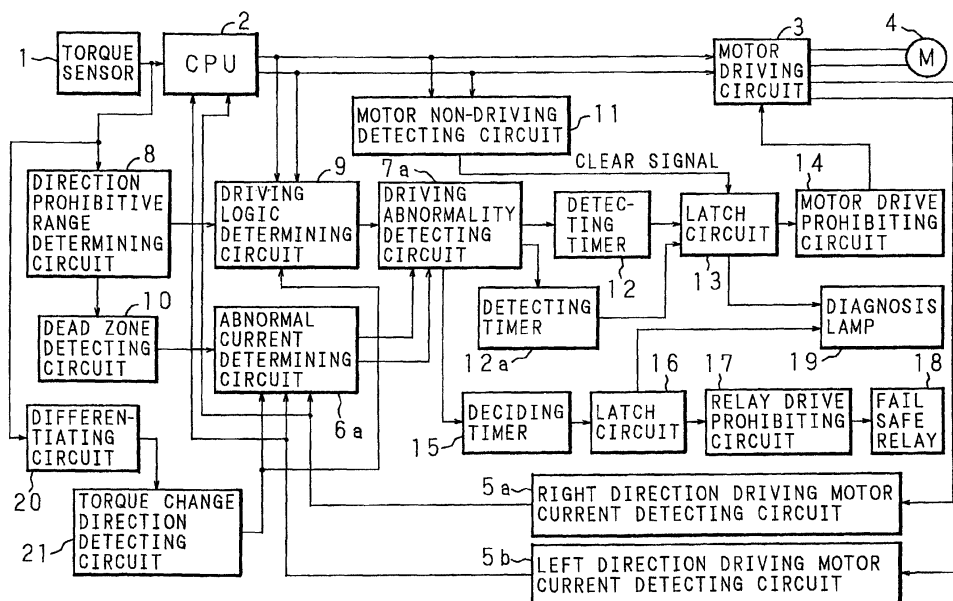 1
TORQUE
SENSOR
2
CPU
3
MOTOR
DRIVING
CIRCUIT
4
M
MOTOR NON-DRIVING
DETECTING CIRCUIT
11
CLEAR SIGNAL
8
DIRECTION
PROHIBITIVE
RANGE
DETERMINING
CIRCUIT
9
DRIVING
LOGIC
DETERMINING
CIRCUIT
7a
DRIVING
ABNORMALITY
DETECTING
CIRCUIT
DETEC-
TING
TIMER
12
LATCH
CIRCUIT
13
14
MOTOR DRIVE
PROHIBITING
CIRCUIT
10
DEAD ZONE
DETECTING
CIRCUIT
ABNORMAL
CURRENT
DETERMINING
CIRCUIT
6a
DETECTING
TIMER
12a
DIAGNOSIS
LAMP
19
DIFFEREN-
TIATING
CIRCUIT
20
15
DECIDING
TIMER
16
LATCH
CIRCUIT
17
RELAY DRIVE
PROHIBITING
CIRCUIT
18
FAIL
SAFE
RELAY
21
TORQUE CHANGE
DIRECTION
DETECTING
CIRCUIT
5a
RIGHT DIRECTION DRIVING MOTOR
CURRENT DETECTING CIRCUIT
5b
LEFT DIRECTION DRIVING MOTOR
CURRENT DETECTING CIRCUIT